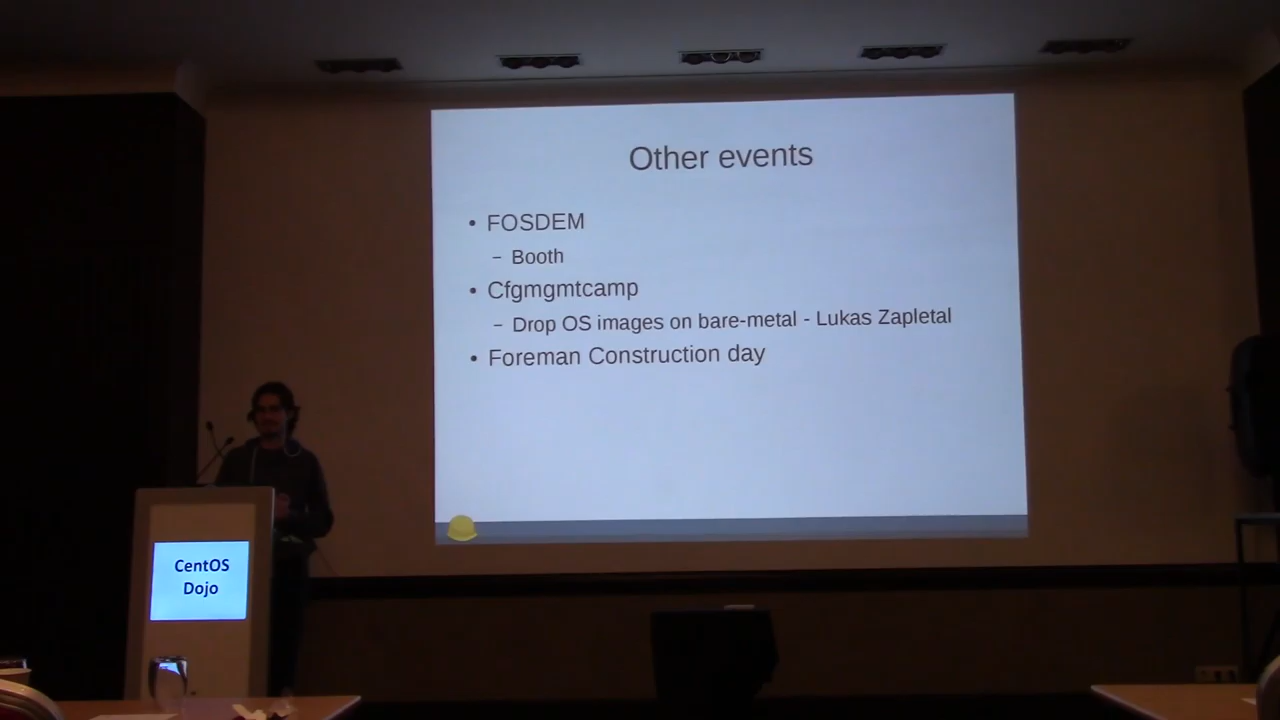 Other events
• FOSDEM
– Booth
• Cfgmgmtcamp
– Drop OS images on bare-metal - Lukas Zapletal
• Foreman Construction day
CentOS
Dojo